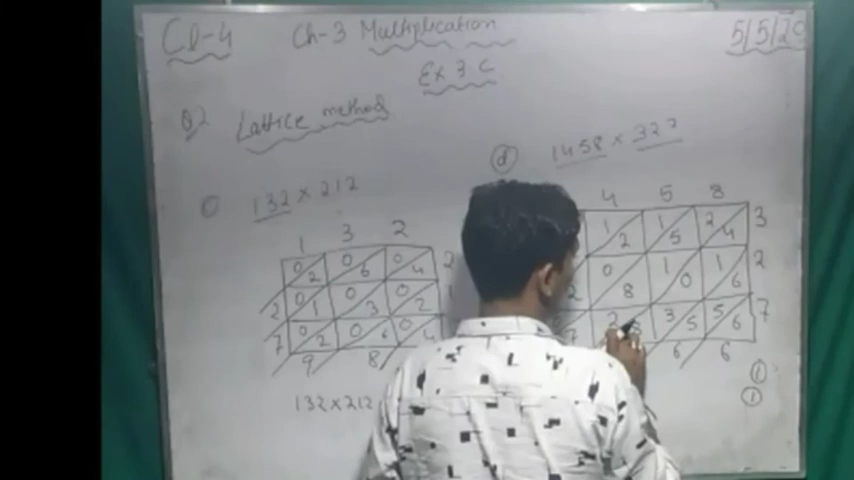 Cl-4 Ch-3 Multiplication 5/5/20
Ex 3 C
Q2 Lattice method
132 × 212
d 1458 × 327
1 3 2
0 2 0 6 0 4 2
0 1 0 3 0 2
2
0 2 0 6 0 4
7
9 8
132×212
4 5 8
1 2 1 5 2 4 3
0 8 1 0 1 6 2
2 8 3 5 5 6 7
6 6
1
1